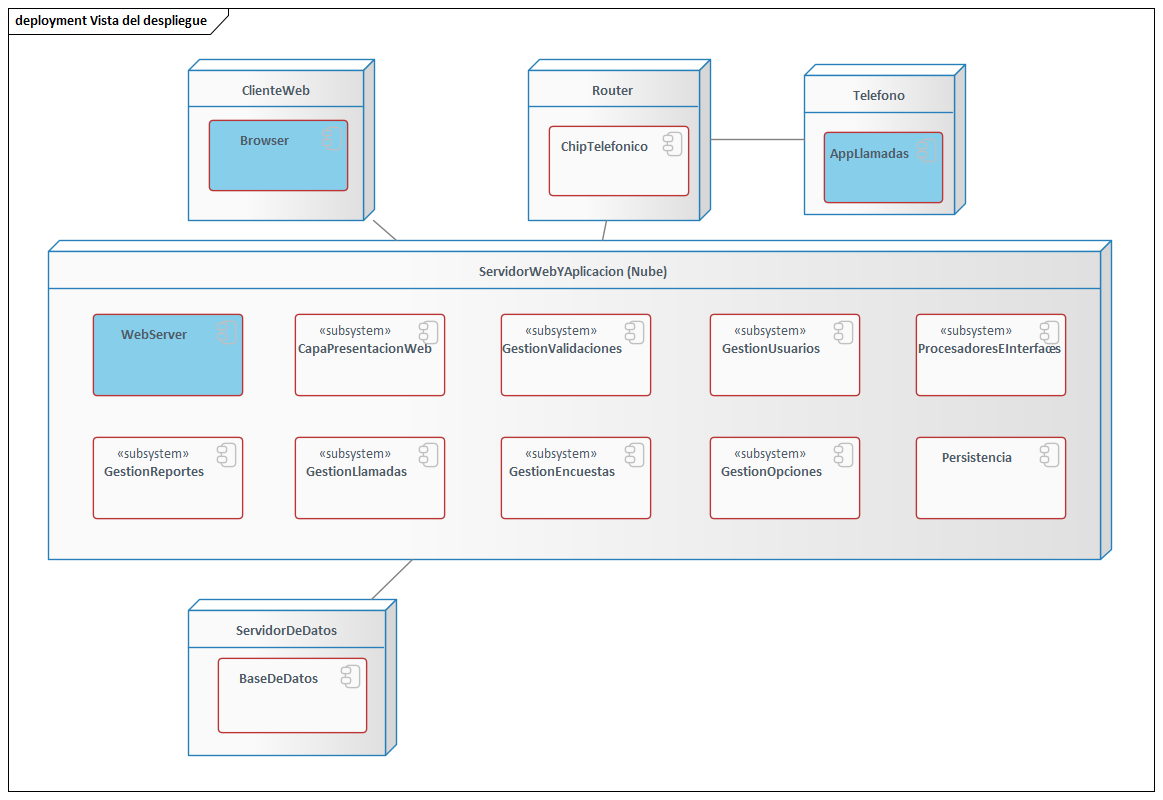 deployment Vista del despliegue
ClienteWeb
Browser
Router
ChipTelefonico
Telefono
AppLlamadas
ServidorWebYAplicacion (Nube)
WebServer
«subsystem»
CapaPresentacionWeb
«subsystem»
GestionValidaciones
«subsystem»
GestionUsuarios
«subsystem»
ProcesadoresEInterfaces
«subsystem»
GestionReportes
«subsystem»
GestionLlamadas
«subsystem»
GestionEncuestas
«subsystem»
GestionOpciones
Persistencia
ServidorDeDatos
BaseDeDatos